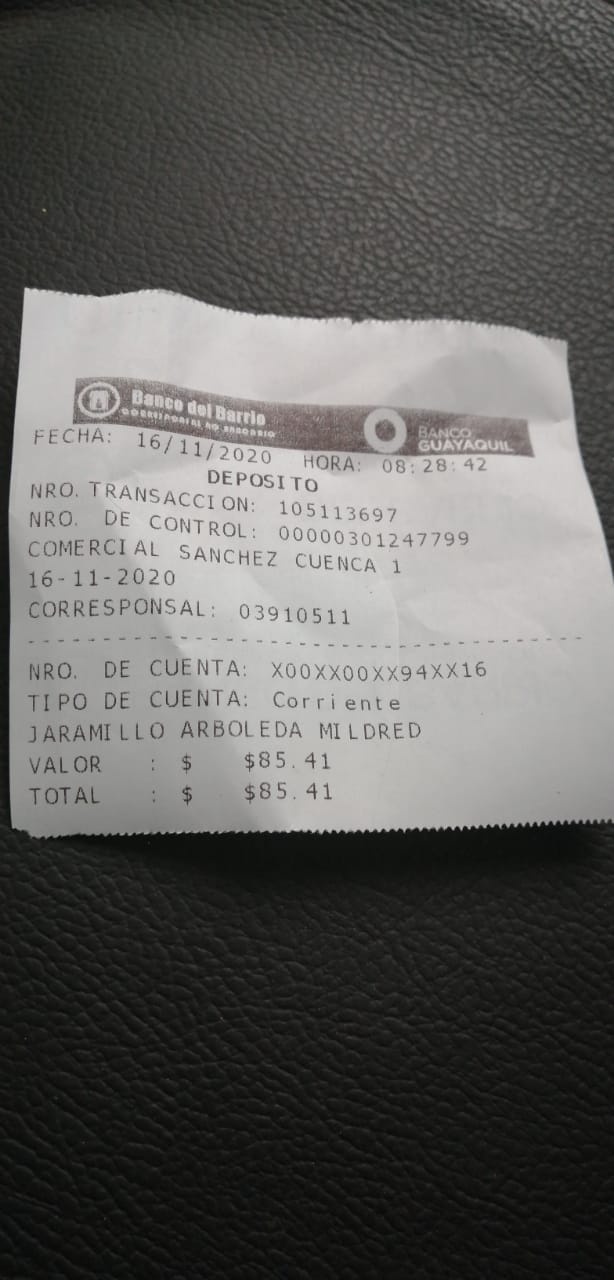 Banco del Barrio
CORRESPONSAL NO BANCARIO
BANCO
GUAYAQUIL
FECHA: 16/11/2020 HORA: 08:28:42
DEPOSITO
NRO. TRANSACCION: 105113697
NRO. DE CONTROL: 00000301247799
COMERCIAL SANCHEZ CUENCA 1
16-11-2020
CORRESPONSAL: 03910511
NRO. DE CUENTA: X00XX00XX94XX16
TIPO DE CUENTA: Corriente
JARAMILLO ARBOLEDA MILDRED
VALOR : $ $85.41
TOTAL : $ $85.41